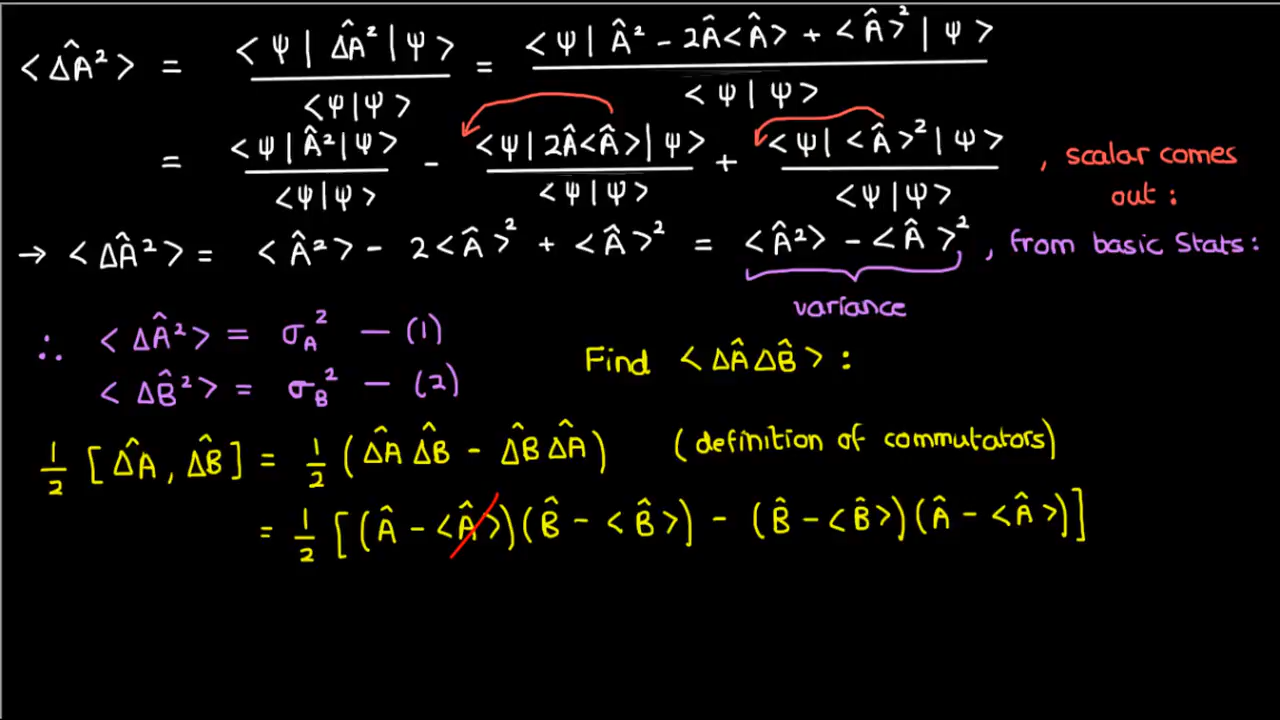 <ΔÂ²> = <Ψ| ΔÂ² |Ψ> / <Ψ|Ψ> = <Ψ| Â² - 2Â<Â> + <Â>² |Ψ> / <Ψ|Ψ>
= <Ψ|Â²|Ψ> / <Ψ|Ψ> - <Ψ|2Â<Â>|Ψ> / <Ψ|Ψ> + <Ψ|<Â>²|Ψ> / <Ψ|Ψ> , scalar comes out :
→ <ΔÂ²> = <Â²> - 2<Â>² + <Â>² = <Â²> - <Â>² , from basic Stats:
variance
∴ <ΔÂ²> = σ_A² — (1)
<ΔB̂²> = σ_B² — (2)
Find <ΔÂΔB̂> :
1/2 [ΔÂ, ΔB̂] = 1/2 (ΔÂ ΔB̂ - ΔB̂ ΔÂ) (definition of commutators)
= 1/2 [(Â - <Â>)(B̂ - <B̂>) - (B̂ - <B̂>)(Â - <Â>)]